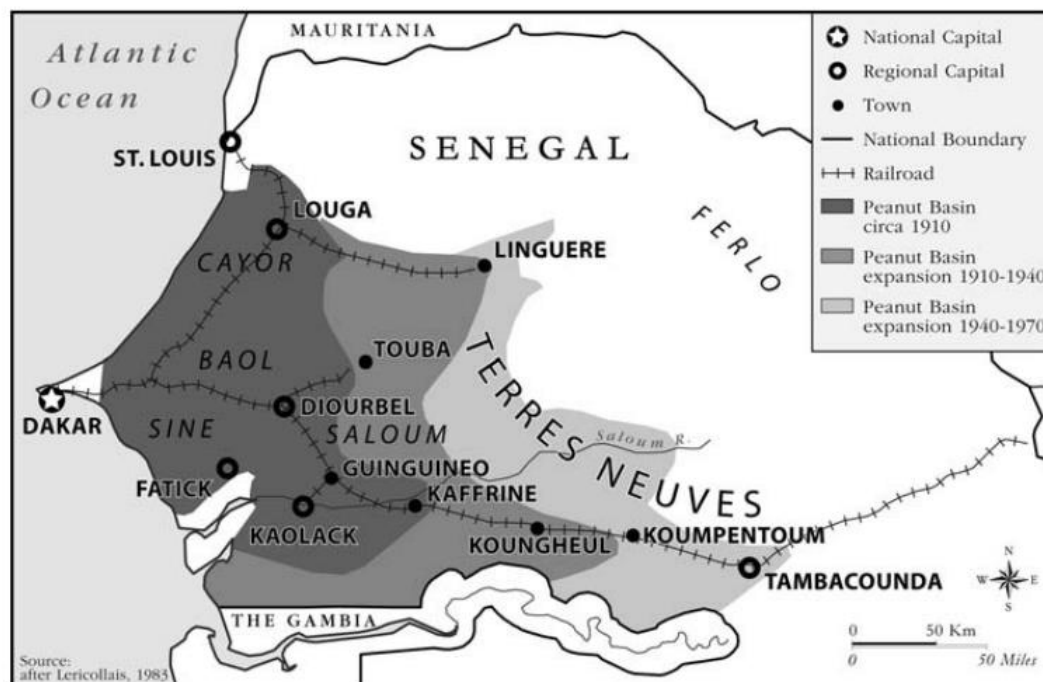 MAURITANIA
Atlantic
Ocean
SENEGAL
ST. LOUIS
LOUGA
CAYOR
LINGUERE
FERLO
BAOL
TOUBA
TERRES NEUVES
DAKAR
DIOURBEL
SINE
SALOUM
Saloum R.
GUINGUINEO
FATICK
KAFFRINE
KAOLACK
KOUNGHEUL
KOUMPENTOUM
TAMBACOUNDA
THE GAMBIA
Source:
after Lericollais, 1983
National Capital
Regional Capital
Town
National Boundary
Railroad
Peanut Basin
circa 1910
Peanut Basin
expansion 1910-1940
Peanut Basin
expansion 1940-1970
N
W E
S
0 50 Km
0 50 Miles